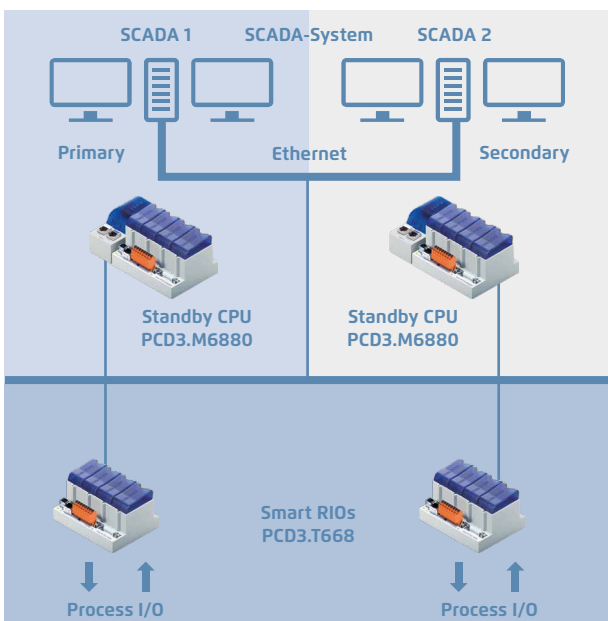 SCADA 1 SCADA-System SCADA 2
Primary Ethernet Secondary
Standby CPU
PCD3.M6880
Standby CPU
PCD3.M6880
Smart RIOs
PCD3.T668
Process I/O Process I/O